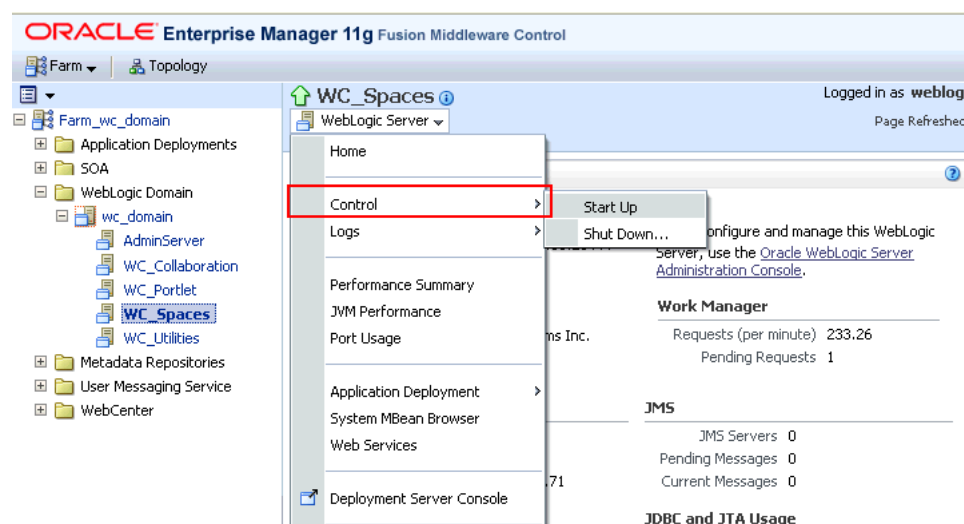 ORACLE Enterprise Manager 11g Fusion Middleware Control
Farm
Topology
Farm_wc_domain
Application Deployments
SOA
WebLogic Domain
wc_domain
AdminServer
WC_Collaboration
WC_Portlet
WC_Spaces
WC_Utilities
Metadata Repositories
User Messaging Service
WebCenter
WC_Spaces
Logged in as weblog
WebLogic Server
Page Refreshed
Home
Control
Start Up
Shut Down...
Logs
Performance Summary
JVM Performance
Port Usage
Application Deployment
System MBean Browser
Web Services
Deployment Server Console
ms Inc.
.71
onfigure and manage this WebLogic
Server, use the Oracle WebLogic Server
Administration Console.
Work Manager
Requests (per minute) 233.26
Pending Requests 1
JMS
JMS Servers 0
Pending Messages 0
Current Messages 0
JDBC and JTA Usage